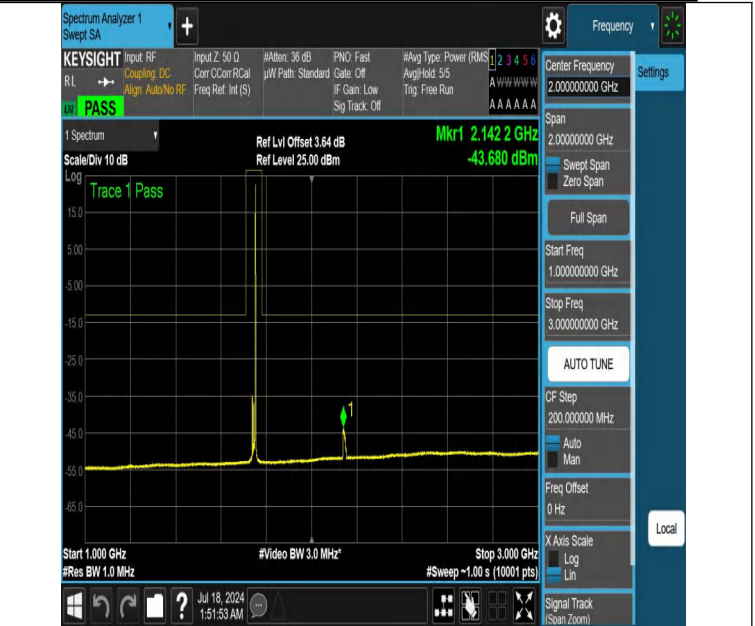 Spectrum Analyzer 1
Swept SA
+
Frequency
KEYSIGHT
RL
PASS
Input: RF
Coupling: DC
Align: Auto/No RF
Input Z: 50 Ω
Corr CCorr RCal
Freq Ref: Int (S)
#Atten: 36 dB
µW Path: Standard
PNO: Fast
Gate: Off
IF Gain: Low
Sig Track: Off
#Avg Type: Power (RMS
Avg|Hold: 5/5
Trig: Free Run
1 2 3 4 5 6
A W W W W W
A A A A A A
1 Spectrum
Scale/Div 10 dB
Ref Lvl Offset 3.64 dB
Ref Level 25.00 dBm
Mkr1 2.142 2 GHz
-43.680 dBm
Log
Trace 1 Pass
15.0
5.00
-5.00
-15.0
-25.0
-35.0
-45.0
-55.0
-65.0
1
Start 1.000 GHz
#Res BW 1.0 MHz
#Video BW 3.0 MHz*
Stop 3.000 GHz
#Sweep ~1.00 s (10001 pts)
Jul 18, 2024
1:51:53 AM
?
Center Frequency
2.000000000 GHz
Settings
Span
2.00000000 GHz
Swept Span
Zero Span
Full Span
Start Freq
1.000000000 GHz
Stop Freq
3.000000000 GHz
AUTO TUNE
CF Step
200.000000 MHz
Auto
Man
Freq Offset
0 Hz
X Axis Scale
Log
Lin
Signal Track
(Span Zoom)
Local